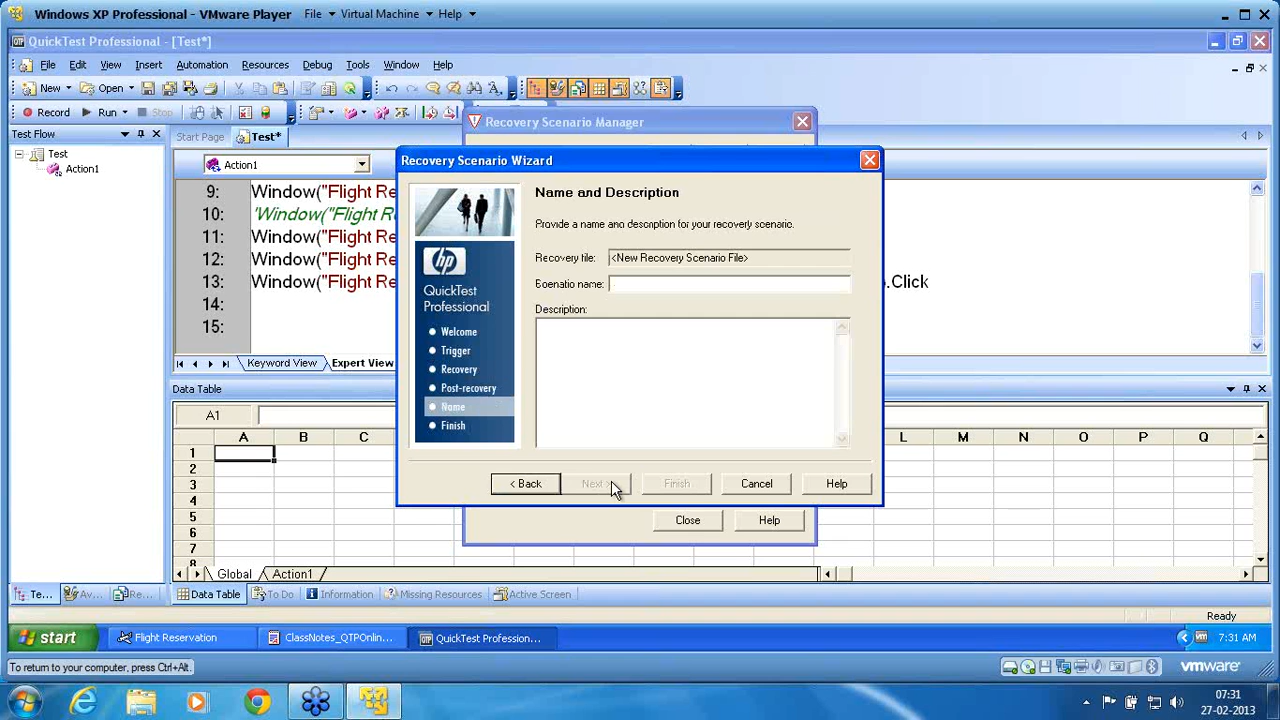 Windows XP Professional - VMware Player File Virtual Machine Help
QuickTest Professional - [Test*]
File Edit View Insert Automation Resources Debug Tools Window Help
New Open
Record Run Stop
Test Flow
Start Page Test*
Test
Action1
Action1
9: Window("Flight Re
10: 'Window("Flight R
11: Window("Flight Re
12: Window("Flight Re
13: Window("Flight Re .Click
14:
15:
Keyword View Expert View
Recovery Scenario Manager
Recovery Scenario Wizard
hp
QuickTest
Professional
Welcome
Trigger
Recovery
Post-recovery
Name
Finish
Name and Description
Provide a name and description for your recovery scenario.
Recovery file: <New Recovery Scenario File>
Scenario name:
Description:
< Back Next > Finish Cancel Help
Close Help
Data Table
A1
A B C L M N O P Q
1
2
3
4
5
6
7
8
Global Action1
Te... Av... Re... Data Table To Do Information Missing Resources Active Screen
Ready
start Flight Reservation ClassNotes_QTPOnlin... QuickTest Profession... 7:31 AM
To return to your computer, press Ctrl+Alt. vmware
07:31
27-02-2013